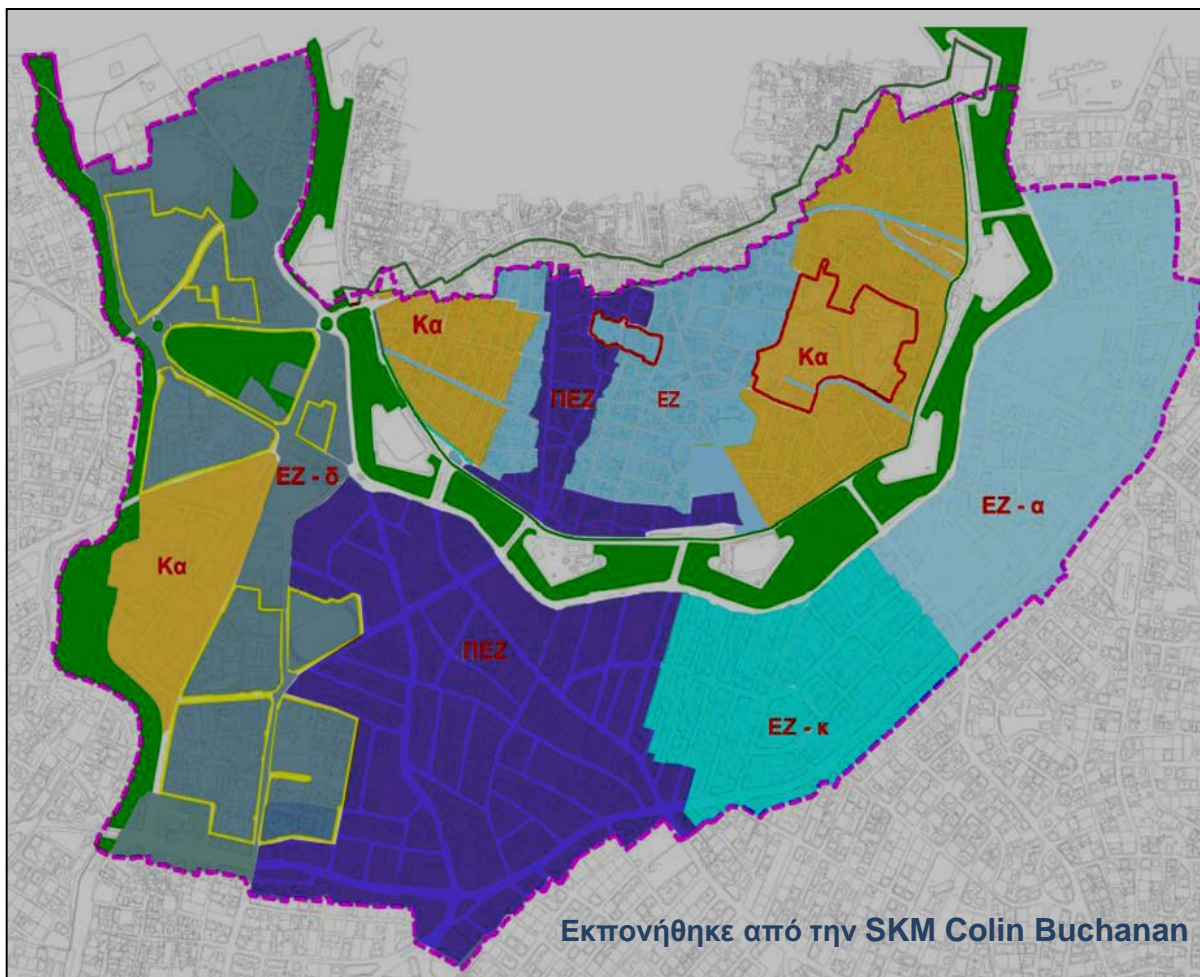 Κα
Κα
ΠΕΖ
ΕΖ
ΕΖ - δ
ΕΖ - α
Κα
ΠΕΖ
ΕΖ - κ
Εκπονήθηκε από την SKM Colin Buchanan